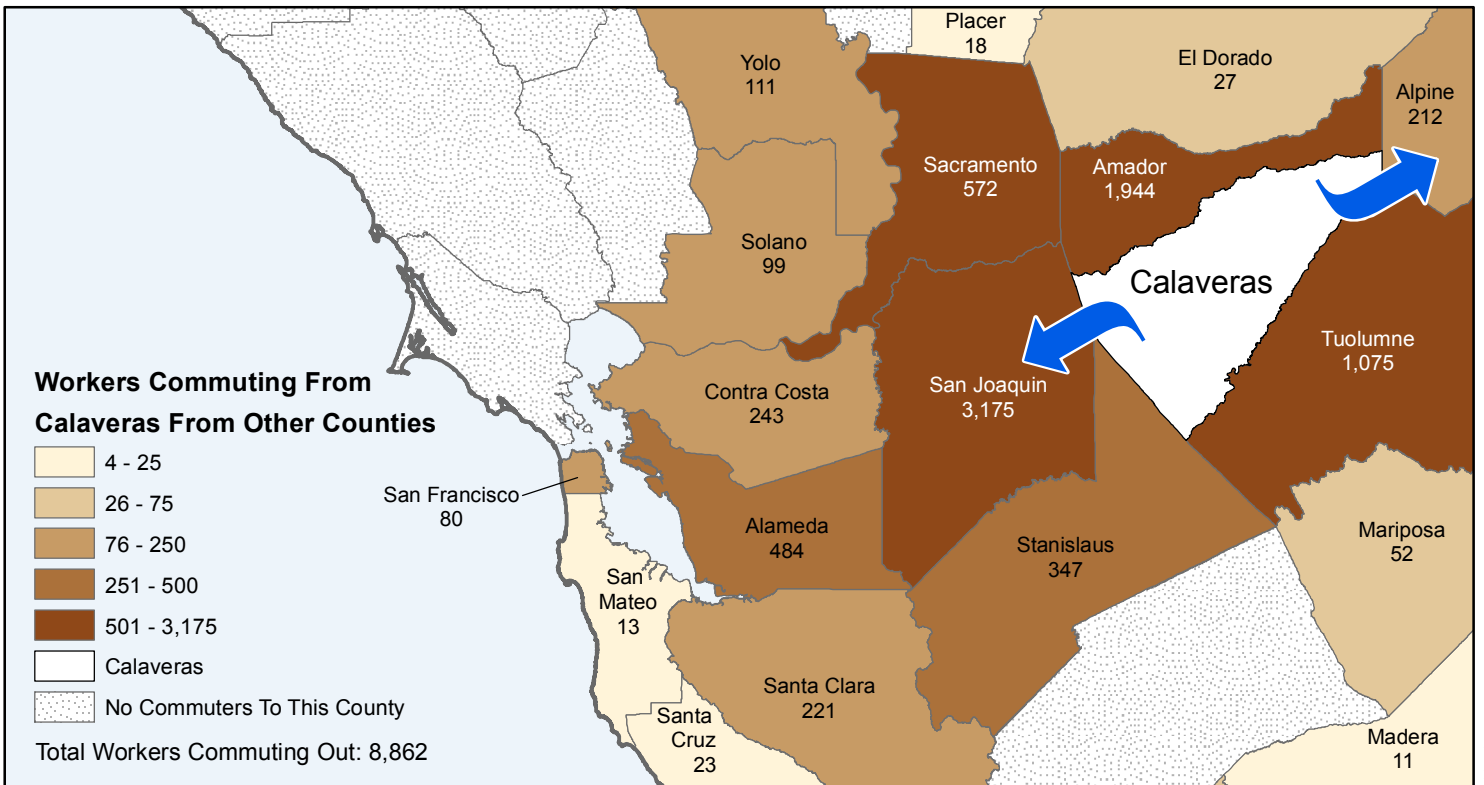 Placer
18
El Dorado
27
Yolo
111
Alpine
212
Sacramento
572
Amador
1,944
Solano
99
Calaveras
Tuolumne
1,075
Contra Costa
243
San Joaquin
3,175
Workers Commuting From
Calaveras From Other Counties
4 - 25
26 - 75
76 - 250
251 - 500
501 - 3,175
Calaveras
No Commuters To This County
Total Workers Commuting Out: 8,862
San Francisco
80
Alameda
484
Stanislaus
347
Mariposa
52
San
Mateo
13
Santa Clara
221
Santa
Cruz
23
Madera
11